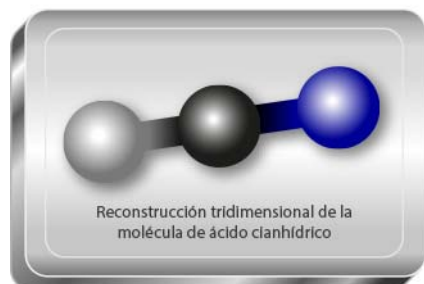 Reconstrucción tridimensional de la
molécula de ácido cianhídrico